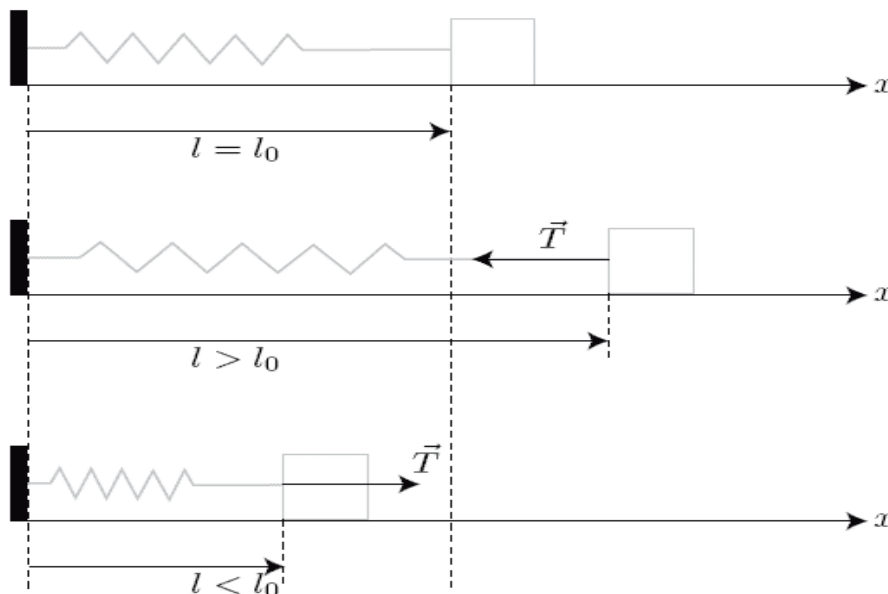 x
l = l₀
T⃗
x
l > l₀
T⃗
x
l < l₀